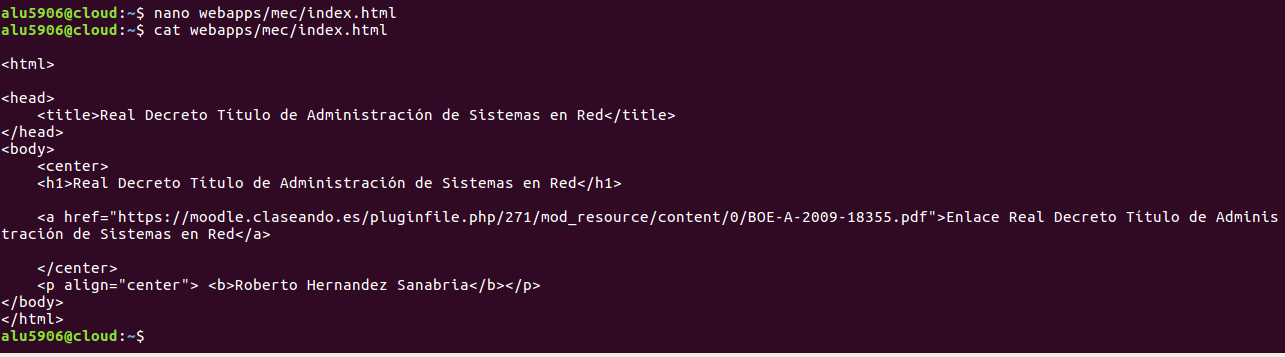 alu5906@cloud:~$ nano webapps/mec/index.html
alu5906@cloud:~$ cat webapps/mec/index.html
<html>
<head>
    <title>Real Decreto Título de Administración de Sistemas en Red</title>
</head>
<body>
    <center>
    <h1>Real Decreto Título de Administración de Sistemas en Red</h1>
    <a href="https://moodle.claseando.es/pluginfile.php/271/mod_resource/content/0/BOE-A-2009-18355.pdf">Enlace Real Decreto Título de Adminis
tración de Sistemas en Red</a>
    </center>
    <p align="center"> <b>Roberto Hernandez Sanabria</b></p>
</body>
</html>
alu5906@cloud:~$